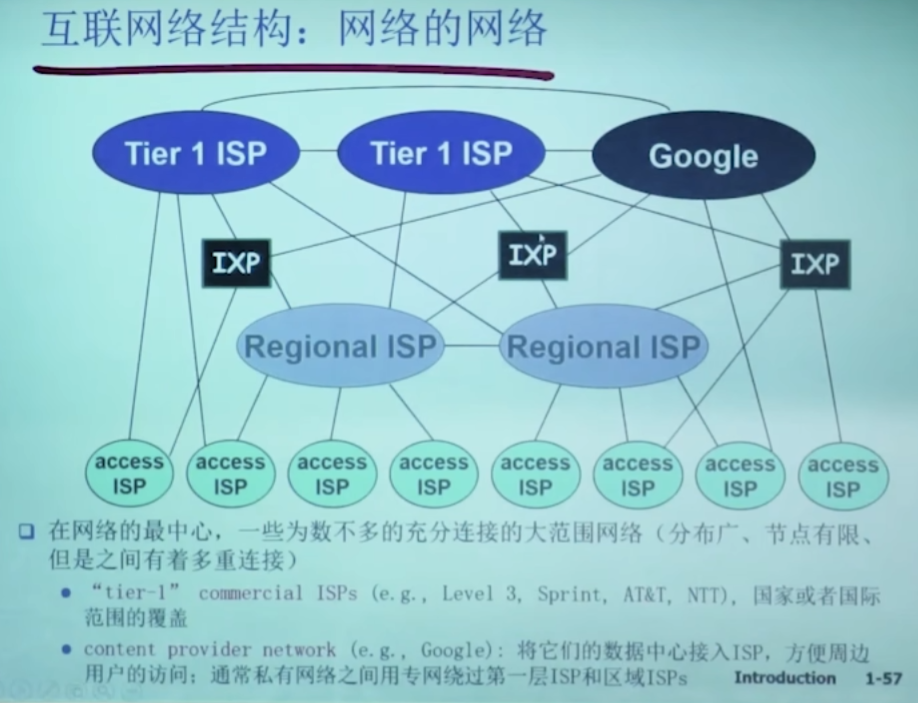 互联网络结构：网络的网络
Tier 1 ISP
Tier 1 ISP
Google
IXP
IXP
IXP
Regional ISP
Regional ISP
access ISP
access ISP
access ISP
access ISP
access ISP
access ISP
access ISP
access ISP
在网络的最中心，一些为数不多的充分连接的大范围网络（分布广、节点有限、
但是之间有着多重连接）
“tier-1” commercial ISPs (e.g., Level 3, Sprint, AT&T, NTT), 国家或者国际
范围的覆盖
content provider network (e.g., Google): 将它们的数据中心接入ISP，方便周边
用户的访问；通常私有网络之间用专网绕过第一层ISP和区域ISPs
Introduction 1-57